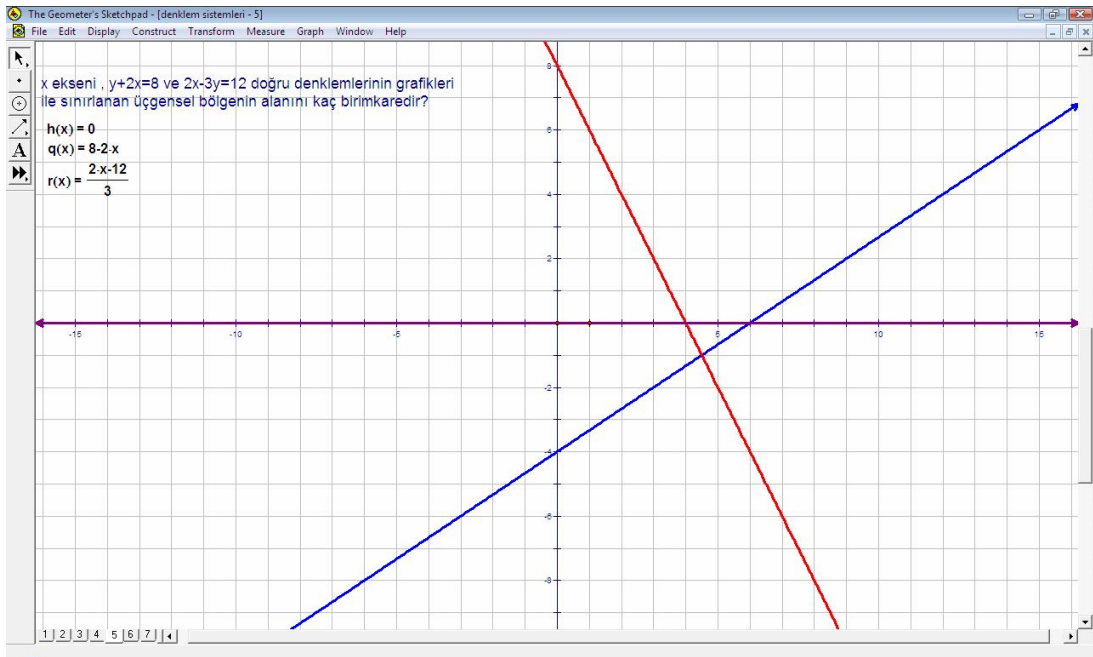 The Geometer's Sketchpad - [denklem sistemleri - 5]
File Edit Display Construct Transform Measure Graph Window Help
x ekseni , y+2x=8 ve 2x-3y=12 doğru denklemlerinin grafikleri
ile sınırlanan üçgensel bölgenin alanını kaç birimkaredir?
h(x) = 0
q(x) = 8-2·x
r(x) = 2·x-12
3
A
8
6
4
2
-15 -10 -5 5 10 15
-2
-4
-6
-8
1 2 3 4 5 6 7